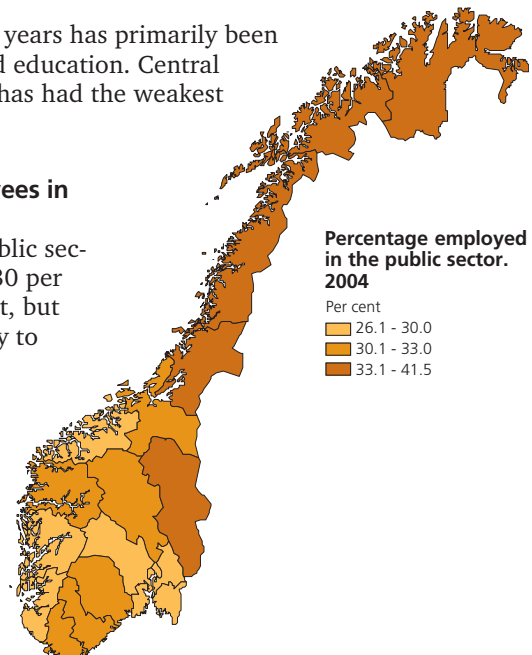 years has primarily been
education. Central
has had the weakest
ees in
blic sec-
30 per
t, but
y to
Percentage employed
in the public sector.
2004
Per cent
26.1 - 30.0
30.1 - 33.0
33.1 - 41.5